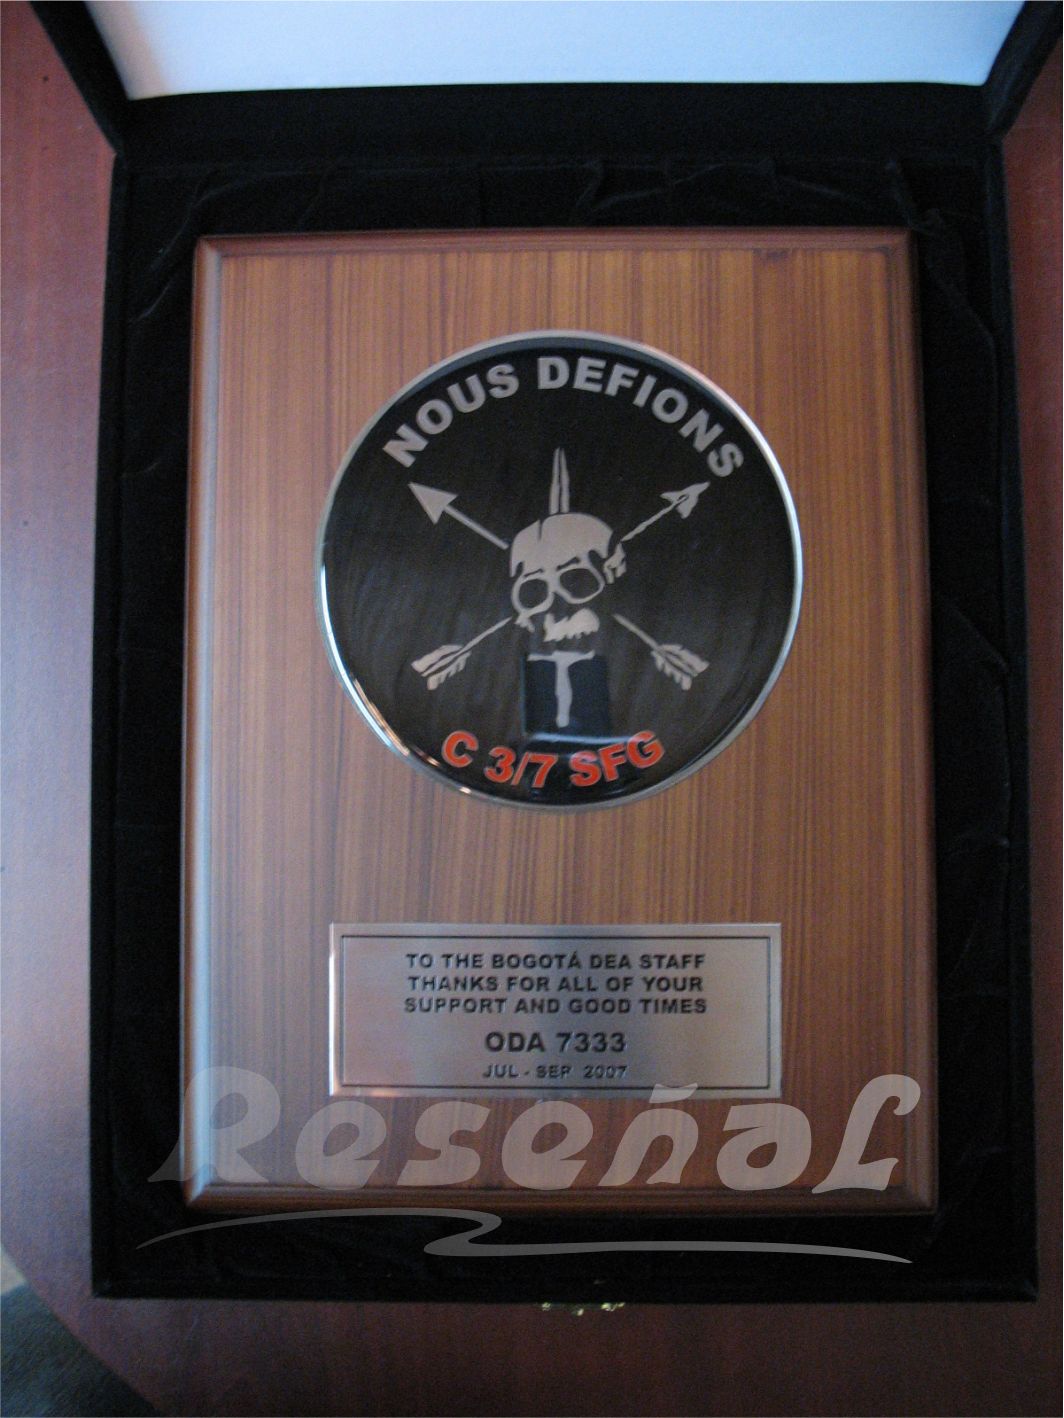 NOUS DEFIONS
C 3/7 SFG
TO THE BOGOTÁ DEA STAFF
THANKS FOR ALL OF YOUR
SUPPORT AND GOOD TIMES
ODA 7333
JUL - SEP 2007
Reseñal